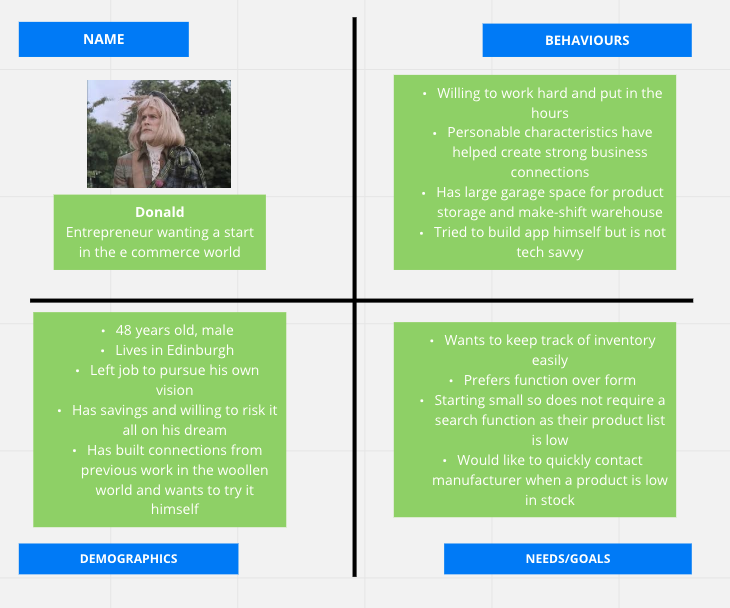 NAME
Donald
Entrepreneur wanting a start
in the e commerce world
BEHAVIOURS
• Willing to work hard and put in the
hours
• Personable characteristics have
helped create strong business
connections
• Has large garage space for product
storage and make-shift warehouse
• Tried to build app himself but is not
tech savvy
• 48 years old, male
• Lives in Edinburgh
• Left job to pursue his own
vision
• Has savings and willing to risk it
all on his dream
• Has built connections from
previous work in the woollen
world and wants to try it
himself
DEMOGRAPHICS
• Wants to keep track of inventory
easily
• Prefers function over form
• Starting small so does not require a
search function as their product list
is low
• Would like to quickly contact
manufacturer when a product is low
in stock
NEEDS/GOALS